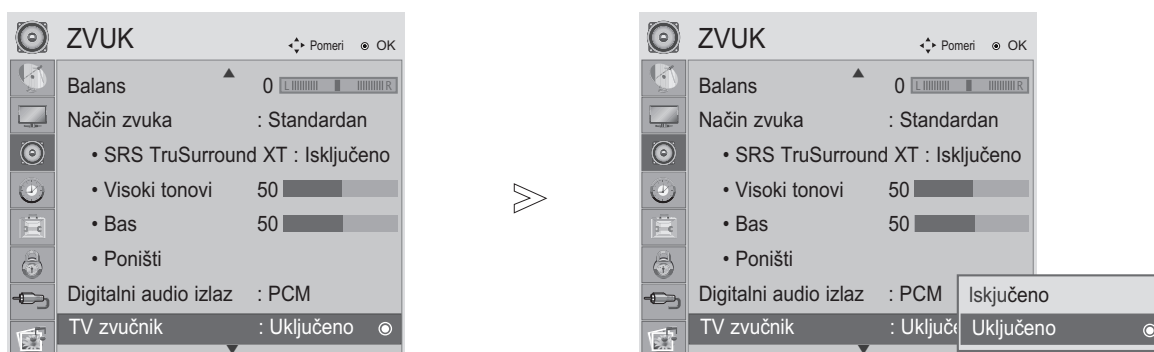 ZVUK
Pomeri OK
Balans 0 L R
Način zvuka : Standardan
• SRS TruSurround XT : Isključeno
• Visoki tonovi 50
• Bas 50
• Poništi
Digitalni audio izlaz : PCM
TV zvučnik : Uključeno
ZVUK
Pomeri OK
Balans 0 L R
Način zvuka : Standardan
• SRS TruSurround XT : Isključeno
• Visoki tonovi 50
• Bas 50
• Poništi
Digitalni audio izlaz : PCM
TV zvučnik : Uključe
Iskjučeno
Uključeno